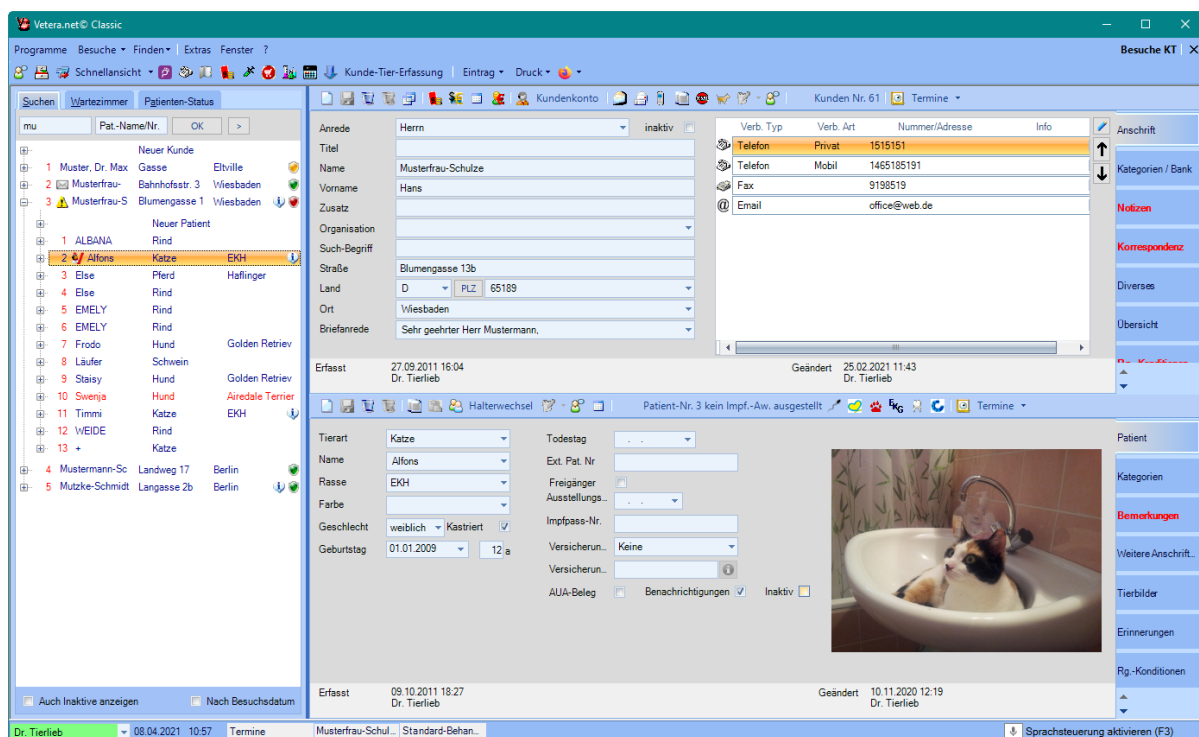 Vetera.net© Classic
Programme Besuche Finden Extras Fenster ? Besuche KT
Schnellansicht Kunde-Tier-Erfassung Eintrag Druck
Suchen Wartezimmer Patienten-Status
mu Pat.-Name/Nr. OK >
Neuer Kunde
1 Muster, Dr. Max Gasse Eltville
2 Musterfrau- Bahnhofsstr. 3 Wiesbaden
3 Musterfrau-S Blumengasse 1 Wiesbaden
Neuer Patient
1 ALBANA Rind
2 Alfons Katze EKH
3 Else Pferd Haflinger
4 Else Rind
5 EMELY Rind
6 EMELY Rind
7 Frodo Hund Golden Retriev
8 Läufer Schwein
9 Staisy Hund Golden Retriev
10 Swenja Hund Airedale Terrier
11 Timmi Katze EKH
12 WEIDE Rind
13 + Katze
4 Mustermann-Sc Landweg 17 Berlin
5 Mutzke-Schmidt Langasse 2b Berlin
Auch Inaktive anzeigen Nach Besuchsdatum
Kundenkonto Kunden Nr. 61 Termine
Anrede Herrn inaktiv
Titel
Name Musterfrau-Schulze
Vorname Hans
Zusatz
Organisation
Such-Begriff
Straße Blumengasse 13b
Land D PLZ 65189
Ort Wiesbaden
Briefanrede Sehr geehrter Herr Mustermann,
Verb. Typ Verb. Art Nummer/Adresse Info
Telefon Privat 1515151
Telefon Mobil 1465185191
Fax 9198519
@ Email office@web.de
Erfasst 27.09.2011 16:04 Geändert 25.02.2021 11:43
Dr. Tierlieb Dr. Tierlieb
Anschrift
Kategorien / Bank
Notizen
Korrespondenz
Diverses
Übersicht
Rg.-Konditionen
Halterwechsel Patient-Nr. 3 kein Impf.-Aw. ausgestellt EKG Termine
Tierart Katze
Name Alfons
Rasse EKH
Farbe
Geschlecht weiblich Kastriert
Geburtstag 01.01.2009 12 a
Todestag . .
Ext. Pat. Nr
Freigänger
Ausstellungs... . .
Impfpass-Nr.
Versicherun... Keine
Versicherun...
AUA-Beleg Benachrichtigungen Inaktiv
Erfasst 09.10.2011 18:27 Geändert 10.11.2020 12:19
Dr. Tierlieb Dr. Tierlieb
Patient
Kategorien
Bemerkungen
Weitere Anschrift...
Tierbilder
Erinnerungen
Rg.-Konditionen
Dr. Tierlieb 08.04.2021 10:57 Termine Musterfrau-Schul... Standard-Behan... Sprachsteuerung aktivieren (F3)